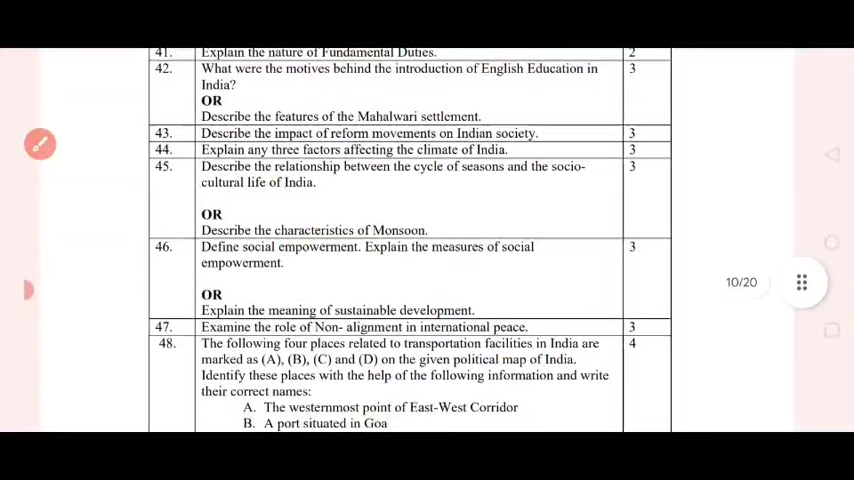 41. Explain the nature of Fundamental Duties. 2
42. What were the motives behind the introduction of English Education in 3
India?
OR
Describe the features of the Mahalwari settlement.
43. Describe the impact of reform movements on Indian society. 3
44. Explain any three factors affecting the climate of India. 3
45. Describe the relationship between the cycle of seasons and the socio- 3
cultural life of India.
OR
Describe the characteristics of Monsoon.
46. Define social empowerment. Explain the measures of social 3
empowerment.
OR
Explain the meaning of sustainable development.
47. Examine the role of Non- alignment in international peace. 3
48. The following four places related to transportation facilities in India are 4
marked as (A), (B), (C) and (D) on the given political map of India.
Identify these places with the help of the following information and write
their correct names:
A. The westernmost point of East-West Corridor
B. A port situated in Goa
10/20